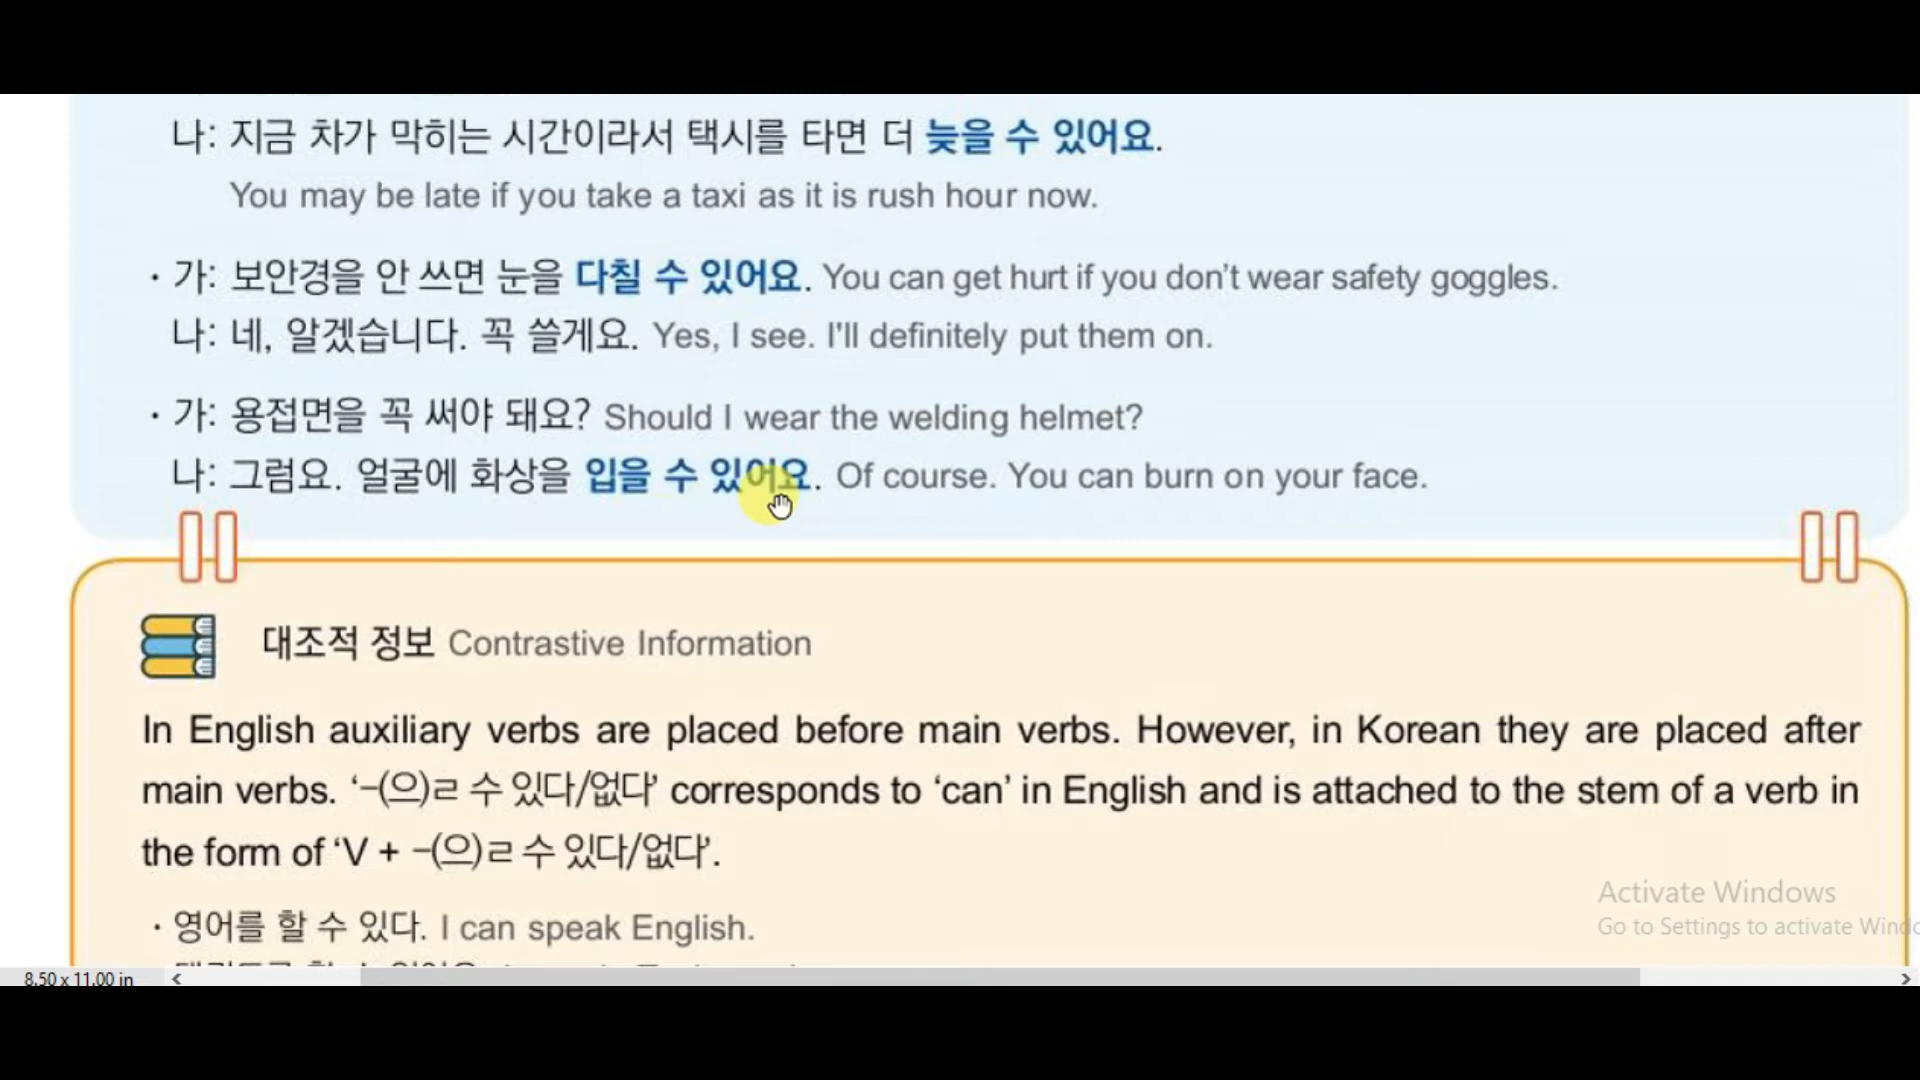 나: 지금 차가 막히는 시간이라서 택시를 타면 더 늦을 수 있어요.
You may be late if you take a taxi as it is rush hour now.
· 가: 보안경을 안 쓰면 눈을 다칠 수 있어요. You can get hurt if you don't wear safety goggles.
나: 네, 알겠습니다. 꼭 쓸게요. Yes, I see. I'll definitely put them on.
· 가: 용접면을 꼭 써야 돼요? Should I wear the welding helmet?
나: 그럼요. 얼굴에 화상을 입을 수 있어요. Of course. You can burn on your face.
대조적 정보 Contrastive Information
In English auxiliary verbs are placed before main verbs. However, in Korean they are placed after
main verbs. ‘-(으)ㄹ 수 있다/없다’ corresponds to ‘can’ in English and is attached to the stem of a verb in
the form of ‘V + -(으)ㄹ 수 있다/없다’.
· 영어를 할 수 있다. I can speak English.
Activate Windows
Go to Settings to activate Windo
8.50 x 11.00 in